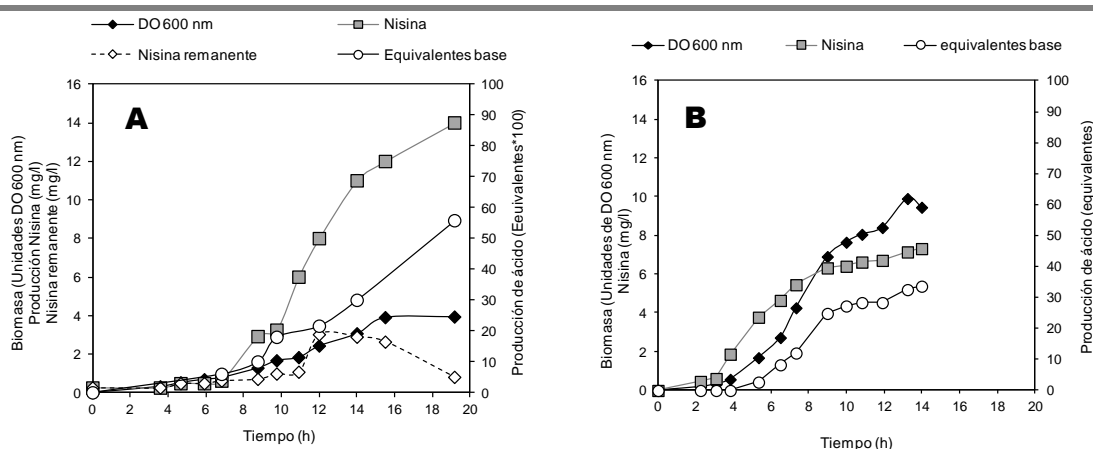 DO 600 nm
Nisina
Nisina remanente
Equivalentes base
A
16
14
12
10
8
6
4
2
0
100
90
80
70
60
50
40
30
20
10
0
0 2 4 6 8 10 12 14 16 18 20
Tiempo (h)
Biomasa (Unidades DO 600 nm)
Producción Nisina (mg/l)
Nisina remanente (mg/l)
Producción de ácido (Eeuivalentes*100)
DO 600 nm
Nisina
equivalentes base
B
16
14
12
10
8
6
4
2
0
100
90
80
70
60
50
40
30
20
10
0
0 2 4 6 8 10 12 14 16 18 20
Tiempo (h)
Biomasa (Unidades de DO 600 nm)
Nisina (mg/l)
Producción de ácido (equivalentes)